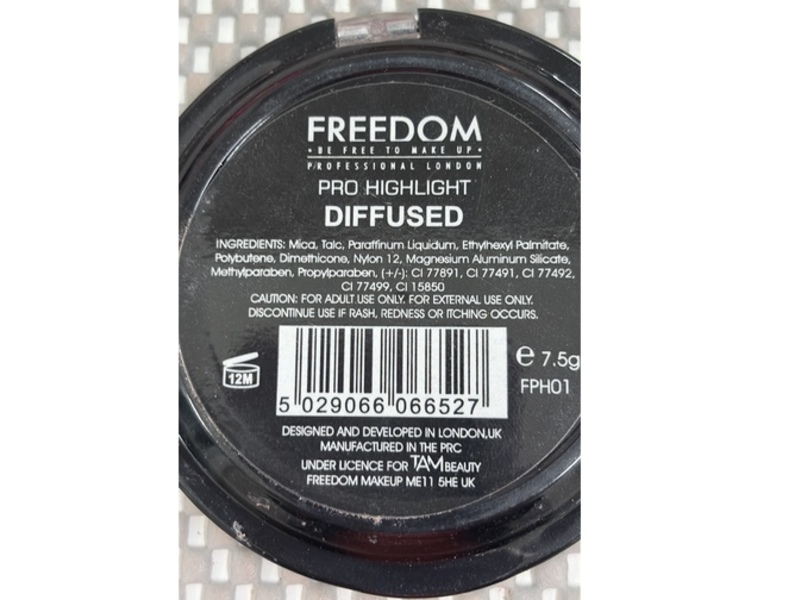 FREEDOM
• BE FREE TO MAKE UP •
PROFESSIONAL LONDON
PRO HIGHLIGHT
DIFFUSED
INGREDIENTS: Mica, Talc, Paraffinum Liquidum, Ethylhexyl Palmitate,
Polybutene, Dimethicone, Nylon 12, Magnesium Aluminum Silicate,
Methylparaben, Propylparaben, (+/-): CI 77891, CI 77491, CI 77492,
CI 77499, CI 15850
CAUTION: FOR ADULT USE ONLY. FOR EXTERNAL USE ONLY.
DISCONTINUE USE IF RASH, REDNESS OR ITCHING OCCURS.
12M
5 029066 066527
e 7.5g
FPH01
DESIGNED AND DEVELOPED IN LONDON,UK
MANUFACTURED IN THE PRC
UNDER LICENCE FOR TAM BEAUTY
FREEDOM MAKEUP ME11 5HE UK